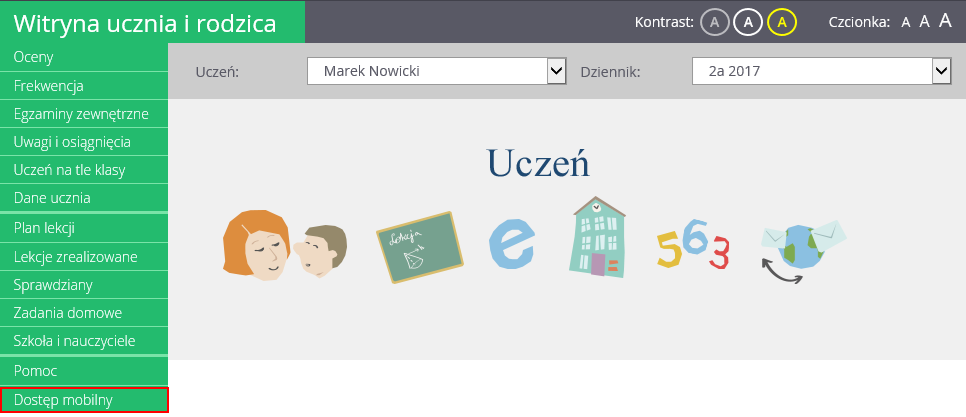 Witryna ucznia i rodzica
Kontrast: A A A Czcionka: A A A
Uczeń: Marek Nowicki Dziennik: 2a 2017
Oceny
Frekwencja
Egzaminy zewnętrzne
Uwagi i osiągnięcia
Uczeń na tle klasy
Dane ucznia
Plan lekcji
Lekcje zrealizowane
Sprawdziany
Zadania domowe
Szkoła i nauczyciele
Pomoc
Dostęp mobilny
Uczeń
Lekcja
e
563